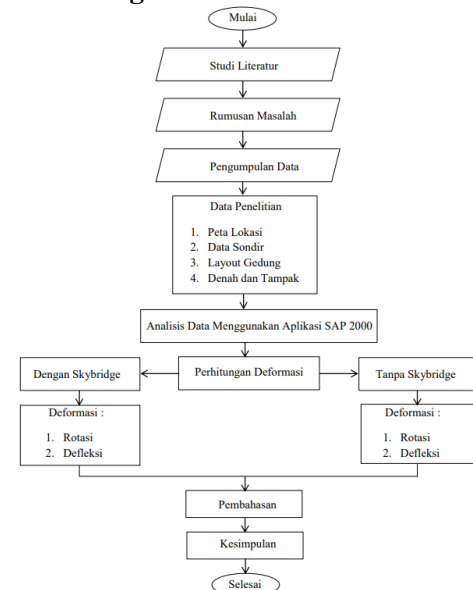 Mulai
Studi Literatur
Rumusan Masalah
Pengumpulan Data
Data Penelitian
1. Peta Lokasi
2. Data Sondir
3. Layout Gedung
4. Denah dan Tampak
Analisis Data Menggunakan Aplikasi SAP 2000
Dengan Skybridge
Perhitungan Deformasi
Tanpa Skybridge
Deformasi :
1. Rotasi
2. Defleksi
Deformasi :
1. Rotasi
2. Defleksi
Pembahasan
Kesimpulan
Selesai